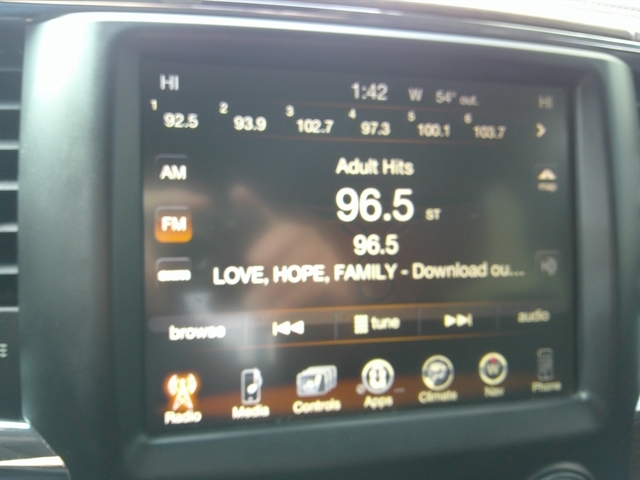 HI 1:42 W 54° out. HI
1 92.5 2 93.9 3 102.7 4 97.3 5 100.1 6 103.7
AM Adult Hits map
FM 96.5 ST
96.5
LOVE, HOPE, FAMILY - Download ou...
browse tune audio
Radio Media Controls Apps Climate Nav Phone